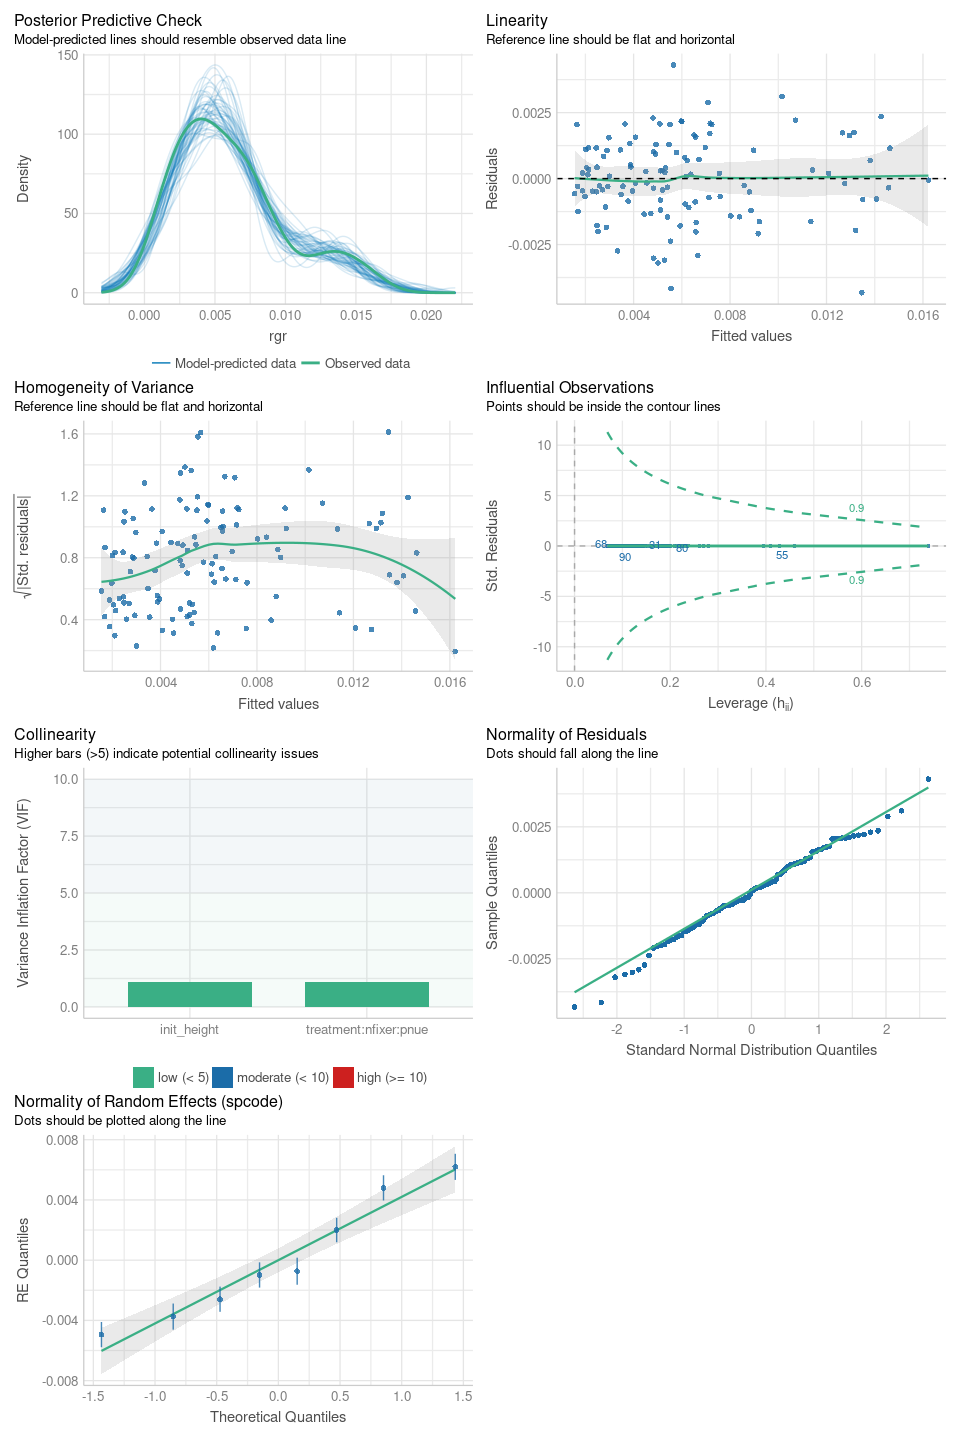 Posterior Predictive Check
Model-predicted lines should resemble observed data line
150
100
50
0
Density
0.000 0.005 0.010 0.015 0.020
rgr
Model-predicted data Observed data
Linearity
Reference line should be flat and horizontal
0.0025
0.0000
-0.0025
Residuals
0.004 0.008 0.012 0.016
Fitted values
Homogeneity of Variance
Reference line should be flat and horizontal
1.6
1.2
0.8
0.4
√|Std. residuals|
0.004 0.008 0.012 0.016
Fitted values
Influential Observations
Points should be inside the contour lines
10
5
0
-5
-10
Std. Residuals
0.9
68 31 60
90 55
0.9
0.0 0.2 0.4 0.6
Leverage (hii)
Collinearity
Higher bars (>5) indicate potential collinearity issues
10.0
7.5
5.0
2.5
0.0
Variance Inflation Factor (VIF)
init_height treatment:nfixer:pnue
low (< 5) moderate (< 10) high (>= 10)
Normality of Residuals
Dots should fall along the line
0.0025
0.0000
-0.0025
Sample Quantiles
-2 -1 0 1 2
Standard Normal Distribution Quantiles
Normality of Random Effects (spcode)
Dots should be plotted along the line
0.008
0.004
0.000
-0.004
-0.008
RE Quantiles
-1.5 -1.0 -0.5 0.0 0.5 1.0 1.5
Theoretical Quantiles